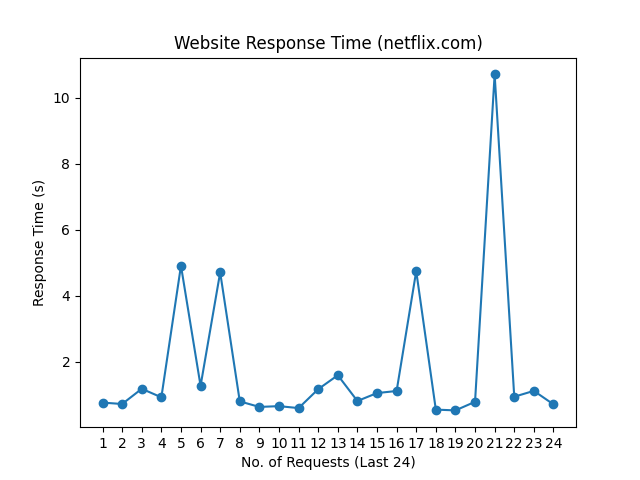 Website Response Time (netflix.com)
Response Time (s)
10
8
6
4
2
1 2 3 4 5 6 7 8 9 10 11 12 13 14 15 16 17 18 19 20 21 22 23 24
No. of Requests (Last 24)